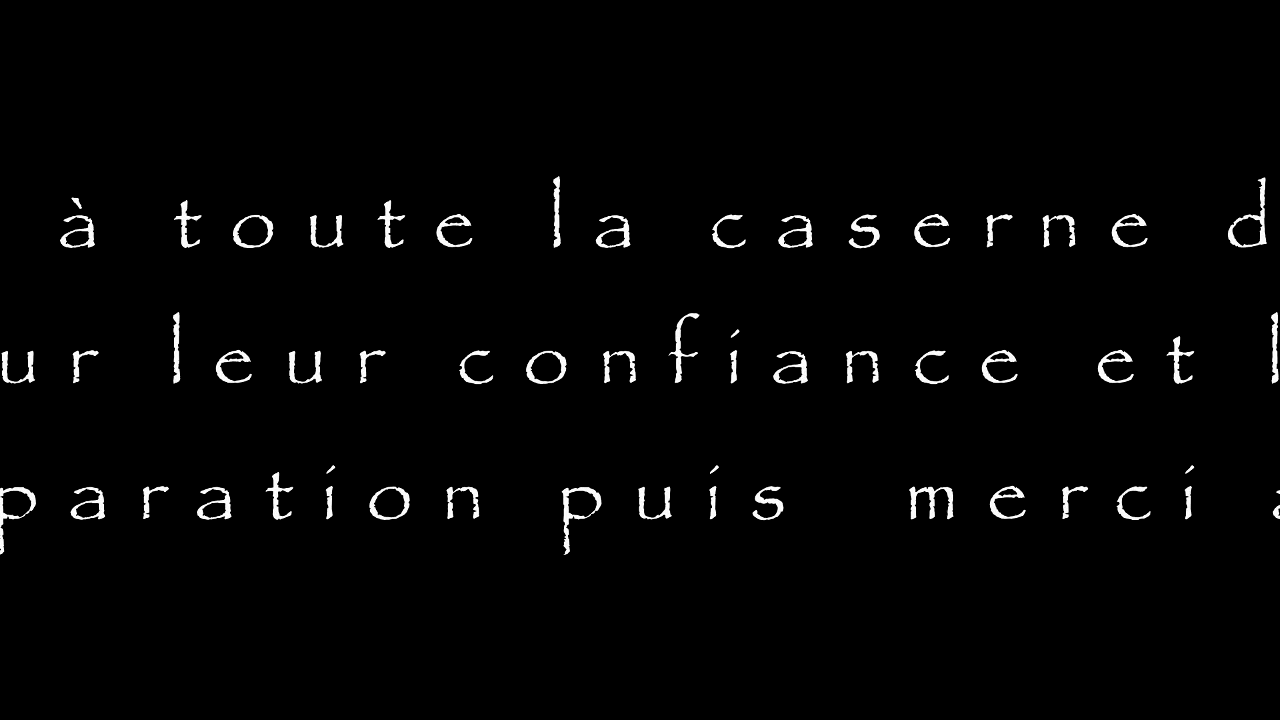 à toute la caserne d
ur leur confiance et l
paration puis merci a